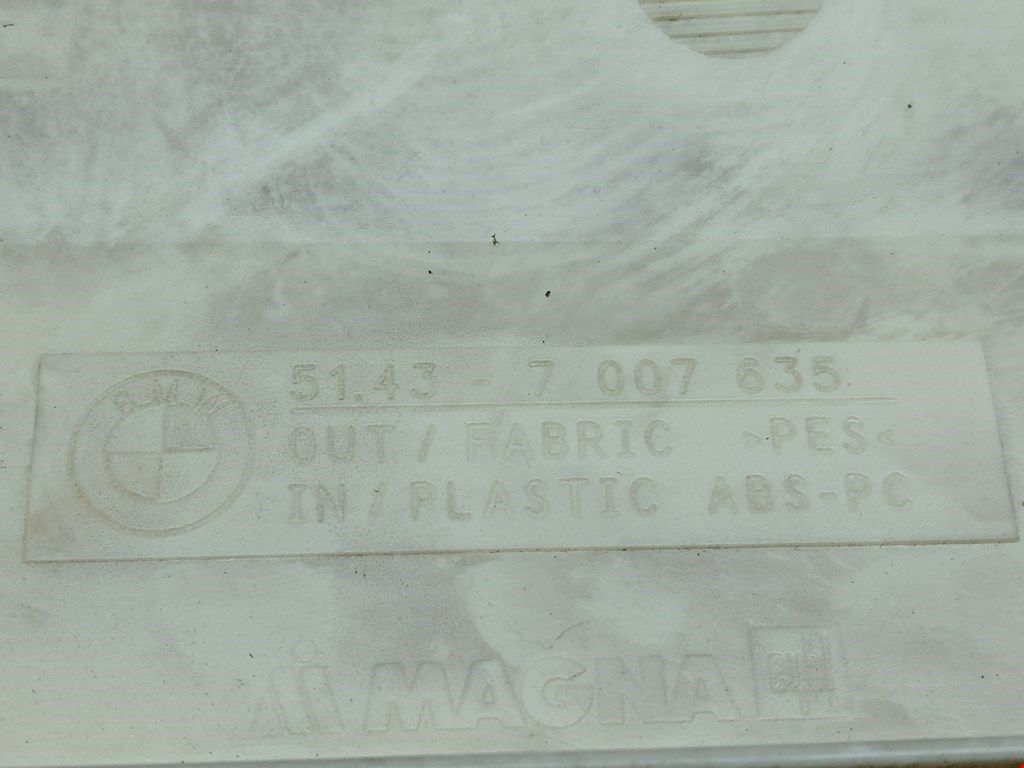 BMW
51.43 - 7 007 635
OUT / FABRIC >PES<
IN / PLASTIC ABS-PC
MAGNA